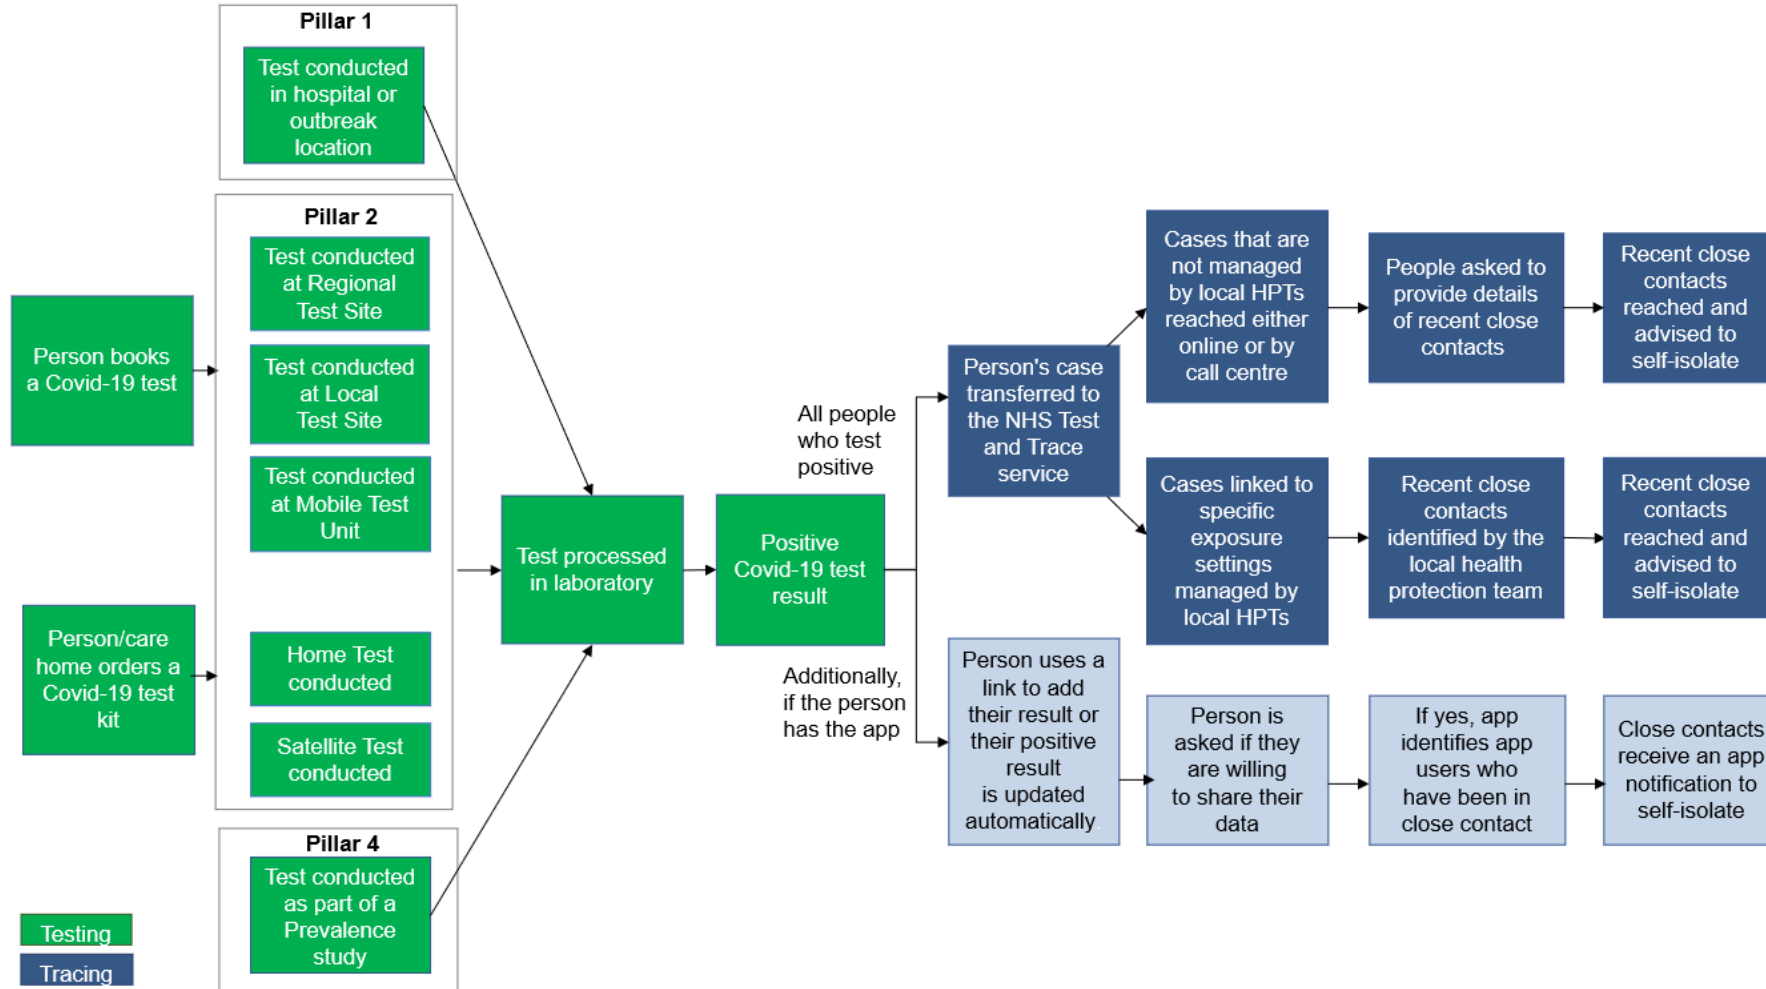 Pillar 1
Test conducted
in hospital or
outbreak
location
Pillar 2
Test conducted
at Regional
Test Site
Test conducted
at Local
Test Site
Test conducted
at Mobile Test
Unit
Home Test
conducted
Satellite Test
conducted
Person books
a Covid-19 test
Person/care
home orders a
Covid-19 test
kit
Pillar 4
Test conducted
as part of a
Prevalence
study
Testing
Tracing
Test processed
in laboratory
Positive
Covid-19 test
result
All people
who test
positive
Additionally,
if the person
has the app
Person's case
transferred to
the NHS Test
and Trace
service
Cases that are
not managed
by local HPTs
reached either
online or by
call centre
People asked to
provide details
of recent close
contacts
Recent close
contacts
reached and
advised to
self-isolate
Cases linked to
specific
exposure
settings
managed by
local HPTs
Recent close
contacts
identified by the
local health
protection team
Recent close
contacts
reached and
advised to
self-isolate
Person uses a
link to add
their result or
their positive
result
is updated
automatically.
Person is
asked if they
are willing
to share their
data
If yes, app
identifies app
users who
have been in
close contact
Close contacts
receive an app
notification to
self-isolate